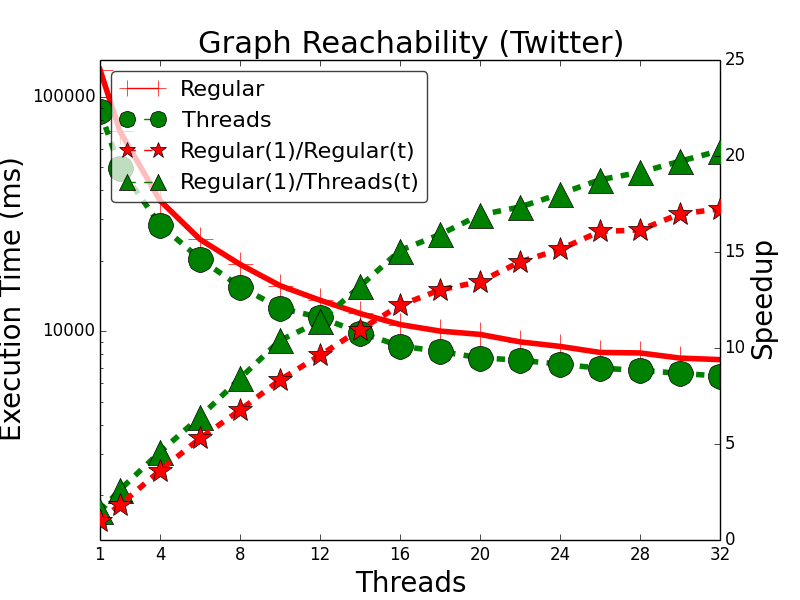 Graph Reachability (Twitter)
Regular
Threads
Regular(1)/Regular(t)
Regular(1)/Threads(t)
Execution Time (ms)
100000
10000
25
20
15
10
5
0
Speedup
1 4 8 12 16 20 24 28 32
Threads